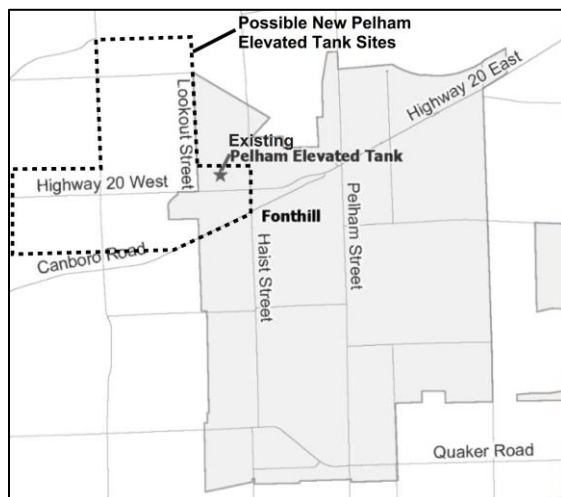 Possible New Pelham
Elevated Tank Sites
Highway 20 East
Lookout Street
Existing
Pelham Elevated Tank
Highway 20 West
Fonthill
Pelham Street
Haist Street
Canboro Road
Quaker Road